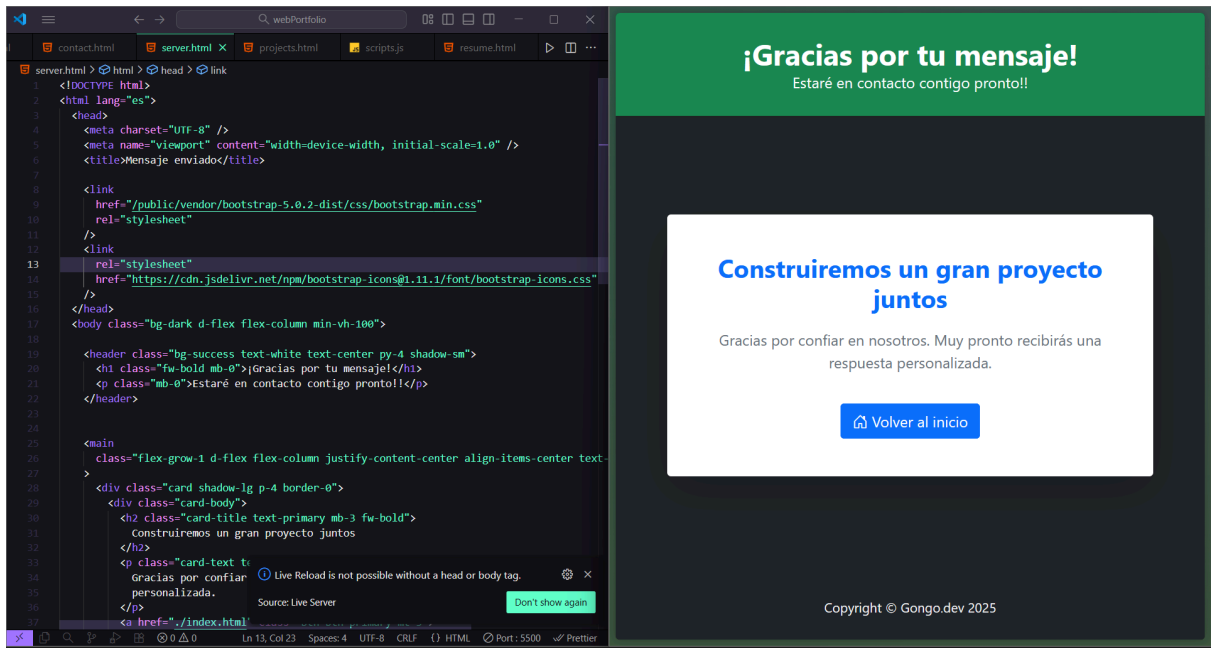 webPortfolio
contact.html
server.html
projects.html
scripts.js
resume.html
server.html > html > head > link
1 <!DOCTYPE html>
2 <html lang="es">
3 <head>
4 <meta charset="UTF-8" />
5 <meta name="viewport" content="width=device-width, initial-scale=1.0" />
6 <title>Mensaje enviado</title>
7
8 <link
9 href="/public/vendor/bootstrap-5.0.2-dist/css/bootstrap.min.css"
10 rel="stylesheet"
11 />
12 <link
13 rel="stylesheet"
14 href="https://cdn.jsdelivr.net/npm/bootstrap-icons@1.11.1/font/bootstrap-icons.css"
15 />
16 </head>
17 <body class="bg-dark d-flex flex-column min-vh-100">
18
19 <header class="bg-success text-white text-center py-4 shadow-sm">
20 <h1 class="fw-bold mb-0">¡Gracias por tu mensaje!</h1>
21 <p class="mb-0">Estaré en contacto contigo pronto!!</p>
22 </header>
23
24
25 <main
26 class="flex-grow-1 d-flex flex-column justify-content-center align-items-center text-
27 >
28 <div class="card shadow-lg p-4 border-0">
29 <div class="card-body">
30 <h2 class="card-title text-primary mb-3 fw-bold">
31 Construiremos un gran proyecto juntos
32 </h2>
33 <p class="card-text te
34 Gracias por confiar
35 personalizada.
36 </p>
37 <a href="./index.html"
Live Reload is not possible without a head or body tag.
Source: Live Server
Don't show again
0 0
Ln 13, Col 23
Spaces: 4
UTF-8
CRLF
{} HTML
Port : 5500
Prettier
¡Gracias por tu mensaje!
Estaré en contacto contigo pronto!!
Construiremos un gran proyecto
juntos
Gracias por confiar en nosotros. Muy pronto recibirás una
respuesta personalizada.
Volver al inicio
Copyright © Gongo.dev 2025